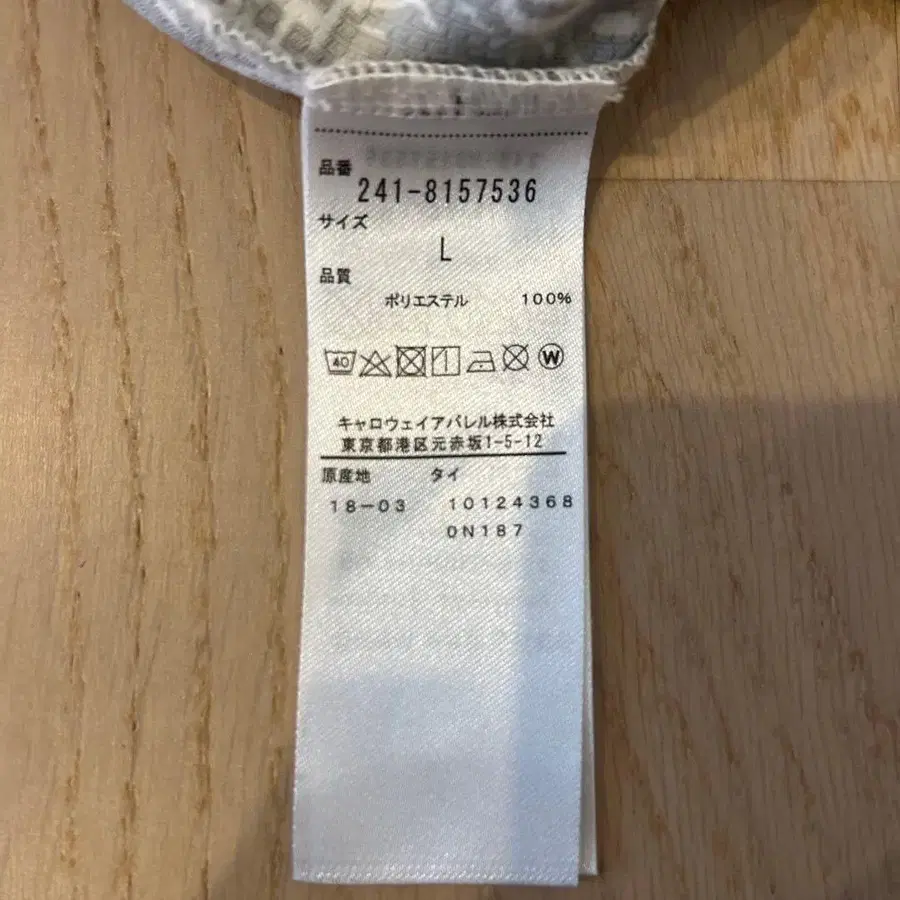 品番
241-8157536
サイズ
L
品質
ポリエステル 100%
40
W
キャロウェイアパレル株式会社
東京都港区元赤坂1-5-12
原産地 タイ
18-03 10124368
0N187